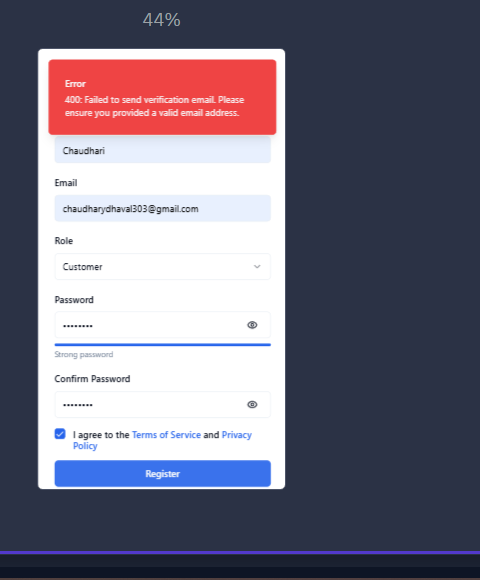 44%
Error
400: Failed to send verification email. Please
ensure you provided a valid email address.
Chaudhari
Email
chaudharydhaval303@gmail.com
Role
Customer
Password
••••••••
Strong password
Confirm Password
••••••••
I agree to the Terms of Service and Privacy
Policy
Register